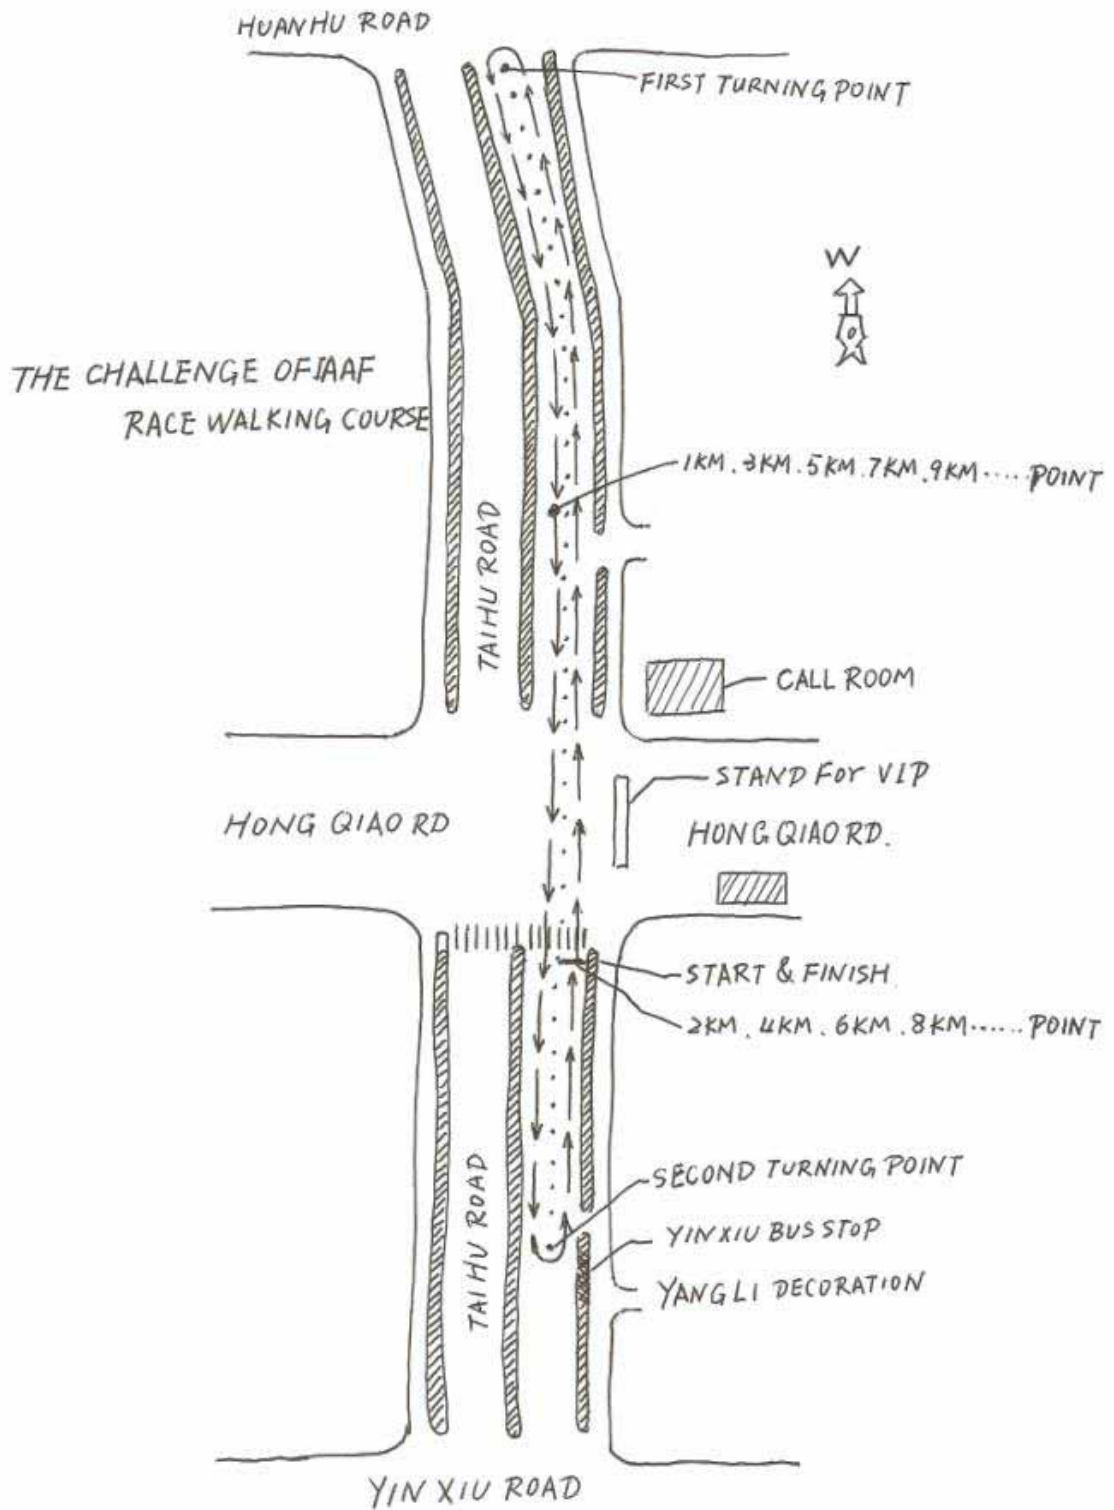 HUANHU ROAD
FIRST TURNING POINT
W
THE CHALLENGE OF IAAF
RACE WALKING COURSE
1KM.3KM.5KM.7KM.9KM..... POINT
TAIHU ROAD
CALL ROOM
STAND FOr VIP
HONG QIAO RD
HONG QIAO RD.
START & FINISH
2KM.4KM.6KM.8KM...... POINT
SECOND TURNING POINT
TAI HU ROAD
YINXIU BUS STOP
YANGLI DECORATION
YIN XIU ROAD